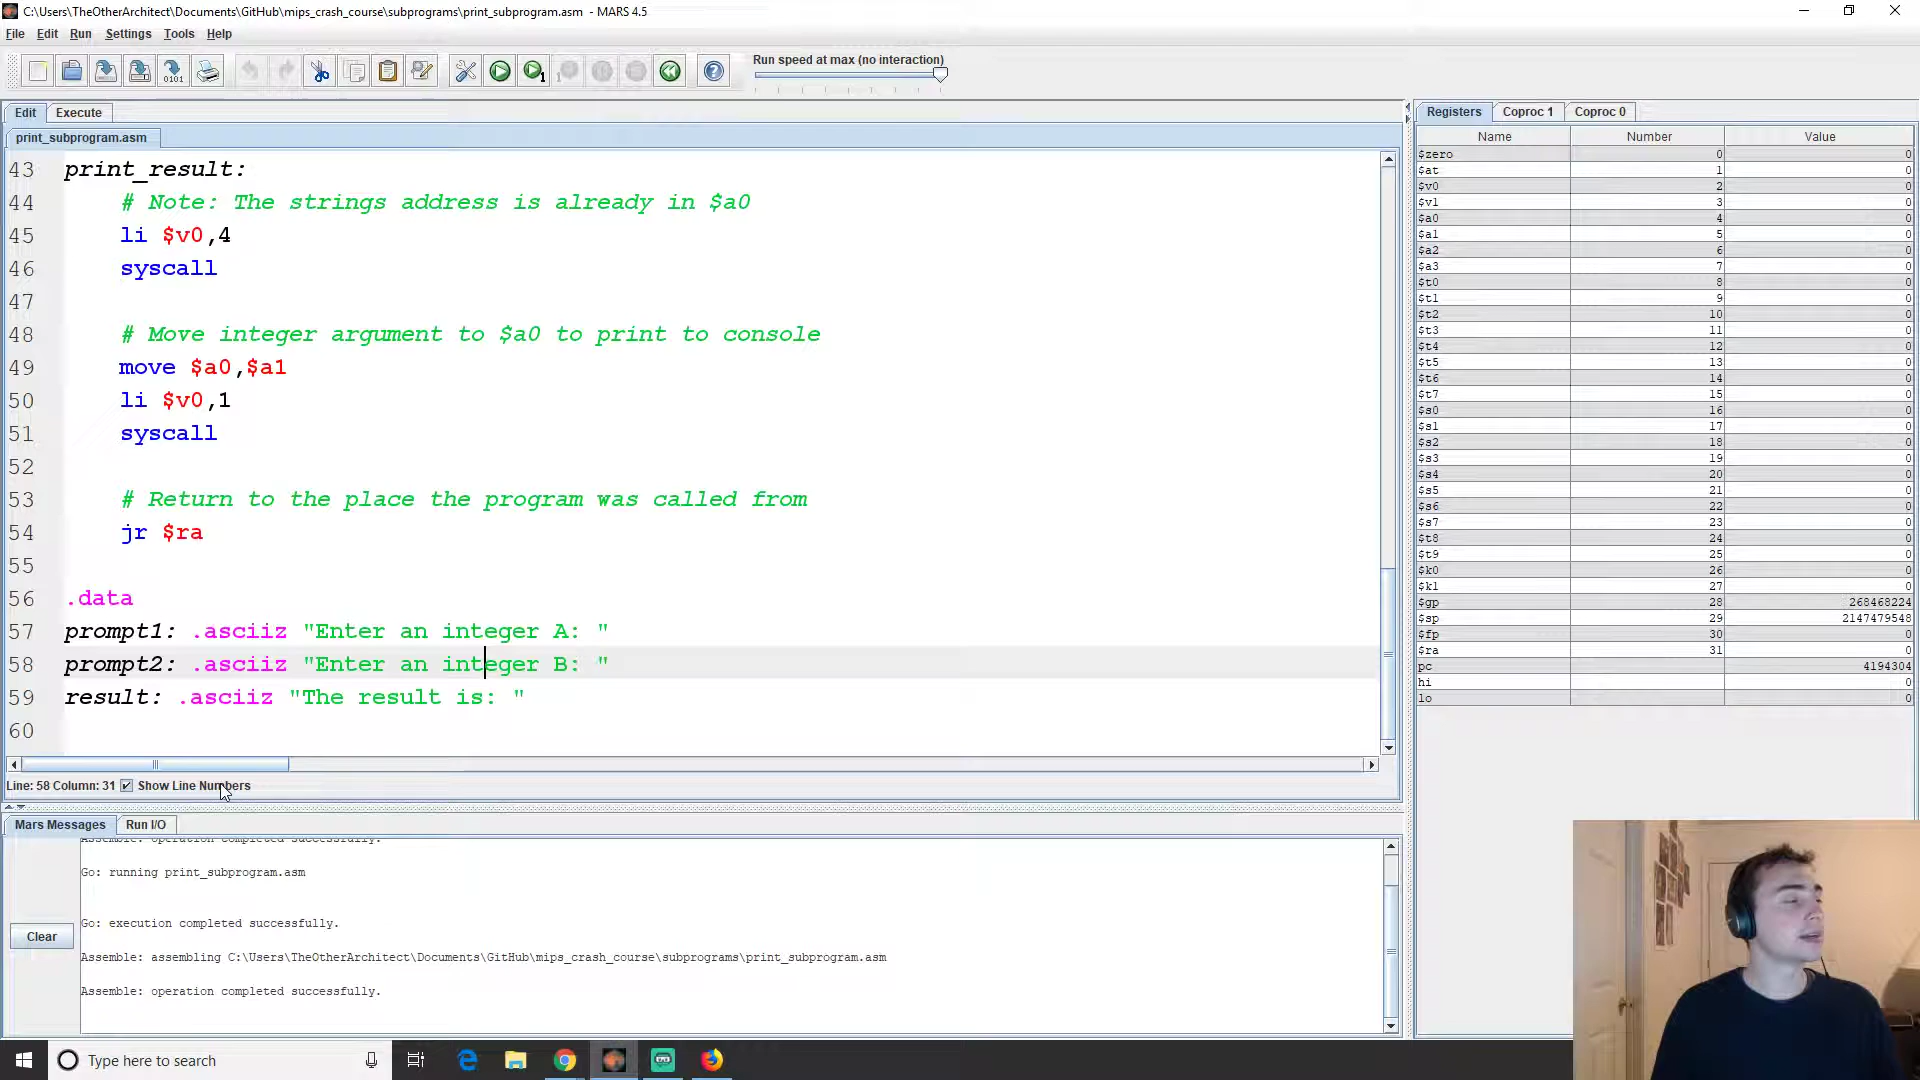 C:\Users\TheOtherArchitect\Documents\GitHub\mips_crash_course\subprograms\print_subprogram.asm - MARS 4.5
File Edit Run Settings Tools Help
Run speed at max (no interaction)
Edit Execute
print_subprogram.asm
43 print_result:
44 # Note: The strings address is already in $a0
45 li $v0,4
46 syscall
47
48 # Move integer argument to $a0 to print to console
49 move $a0,$a1
50 li $v0,1
51 syscall
52
53 # Return to the place the program was called from
54 jr $ra
55
56 .data
57 prompt1: .asciiz "Enter an integer A: "
58 prompt2: .asciiz "Enter an integer B: "
59 result: .asciiz "The result is: "
60
Line: 58 Column: 31 Show Line Numbers
Mars Messages Run I/O
Assemble: operation completed successfully.
Go: running print_subprogram.asm
Go: execution completed successfully.
Assemble: assembling C:\Users\TheOtherArchitect\Documents\GitHub\mips_crash_course\subprograms\print_subprogram.asm
Assemble: operation completed successfully.
Clear
Registers Coproc 1 Coproc 0
Name Number Value
$zero 0 0
$at 1 0
$v0 2 0
$v1 3 0
$a0 4 0
$a1 5 0
$a2 6 0
$a3 7 0
$t0 8 0
$t1 9 0
$t2 10 0
$t3 11 0
$t4 12 0
$t5 13 0
$t6 14 0
$t7 15 0
$s0 16 0
$s1 17 0
$s2 18 0
$s3 19 0
$s4 20 0
$s5 21 0
$s6 22 0
$s7 23 0
$t8 24 0
$t9 25 0
$k0 26 0
$k1 27 0
$gp 28 268468224
$sp 29 2147479548
$fp 30 0
$ra 31 0
pc 4194304
hi 0
lo 0
Type here to search